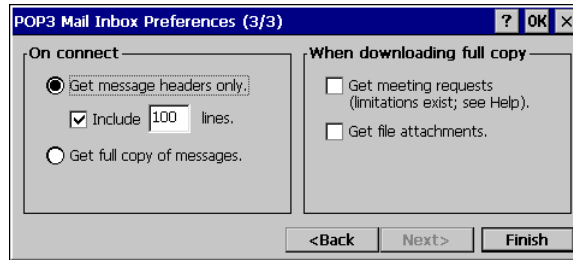 POP3 Mail Inbox Preferences (3/3)
? OK ×
On connect
Get message headers only.
Include 100 lines.
Get full copy of messages.
When downloading full copy
Get meeting requests
(limitations exist; see Help).
Get file attachments.
<Back Next> Finish